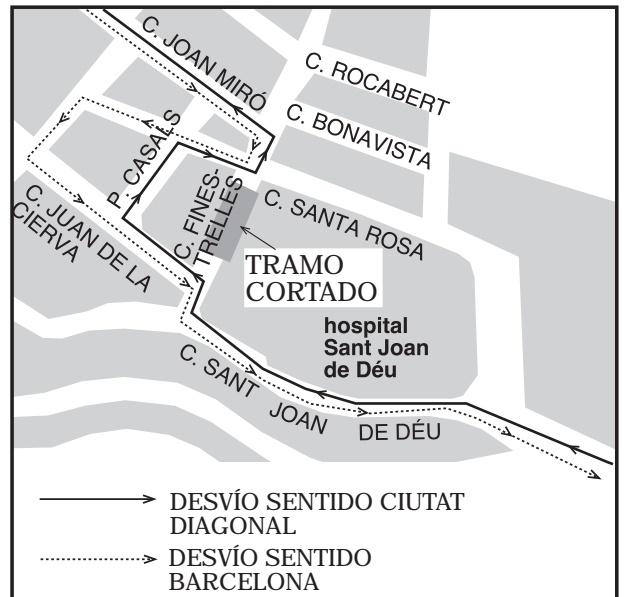 C. JOAN MIRÓ
C. ROCABERT
C. BONAVISTA
P. CASALS
C. FINES-
TRELLES
C. SANTA ROSA
C. JUAN DE LA
CIERVA
TRAMO
CORTADO
hospital
Sant Joan
de Déu
C. SANT JOAN DE DÉU
DESVÍO SENTIDO CIUTAT
DIAGONAL
DESVÍO SENTIDO
BARCELONA